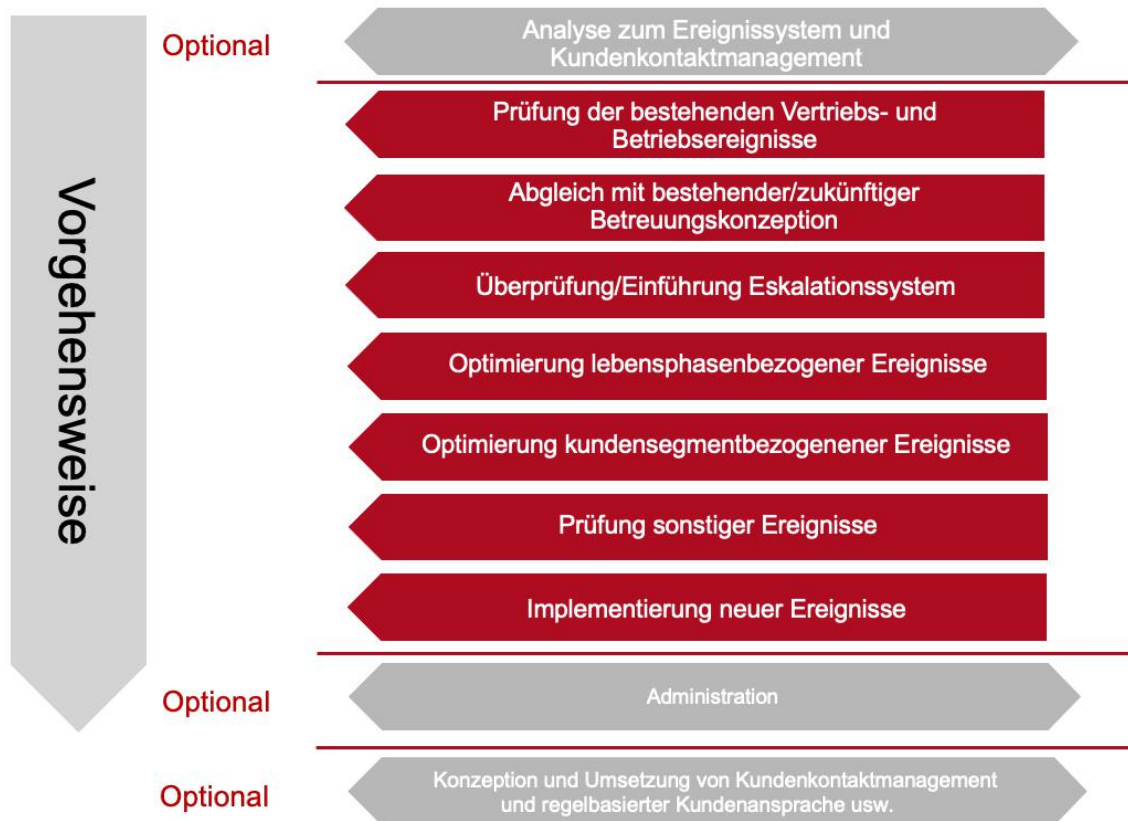 Vorgehensweise
Optional
Analyse zum Ereignissystem und
Kundenkontaktmanagement
Prüfung der bestehenden Vertriebs- und
Betriebsereignisse
Abgleich mit bestehender/zukünftiger
Betreuungskonzeption
Überprüfung/Einführung Eskalationssystem
Optimierung lebensphasenbezogener Ereignisse
Optimierung kundensegmentbezogenener Ereignisse
Prüfung sonstiger Ereignisse
Implementierung neuer Ereignisse
Optional
Administration
Optional
Konzeption und Umsetzung von Kundenkontaktmanagement
und regelbasierter Kundenansprache usw.